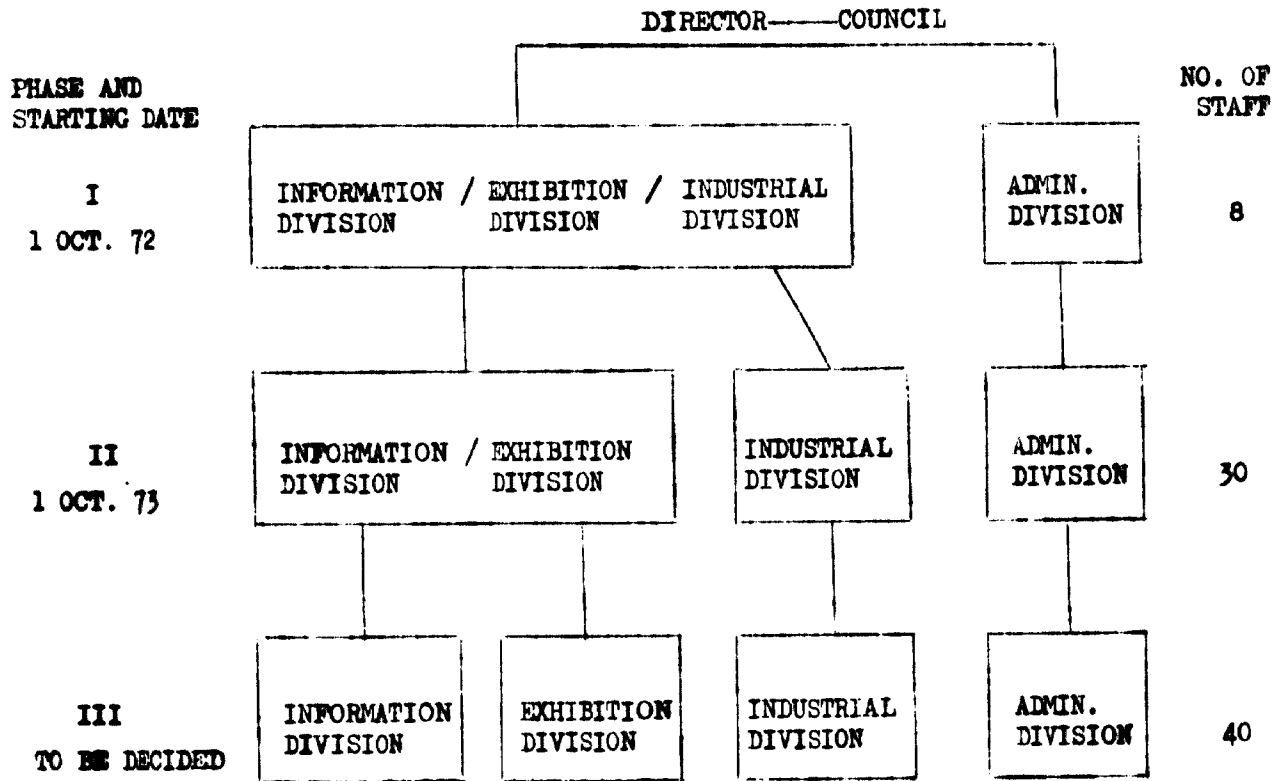 DIRECTOR——COUNCIL
PHASE AND
STARTING DATE
NO. OF
STAFF
I
1 OCT. 72
INFORMATION / EXHIBITION / INDUSTRIAL
DIVISION DIVISION DIVISION
ADMIN.
DIVISION
8
II
1 OCT. 73
INFORMATION / EXHIBITION
DIVISION DIVISION
INDUSTRIAL
DIVISION
ADMIN.
DIVISION
30
III
TO BE DECIDED
INFORMATION
DIVISION
EXHIBITION
DIVISION
INDUSTRIAL
DIVISION
ADMIN.
DIVISION
40